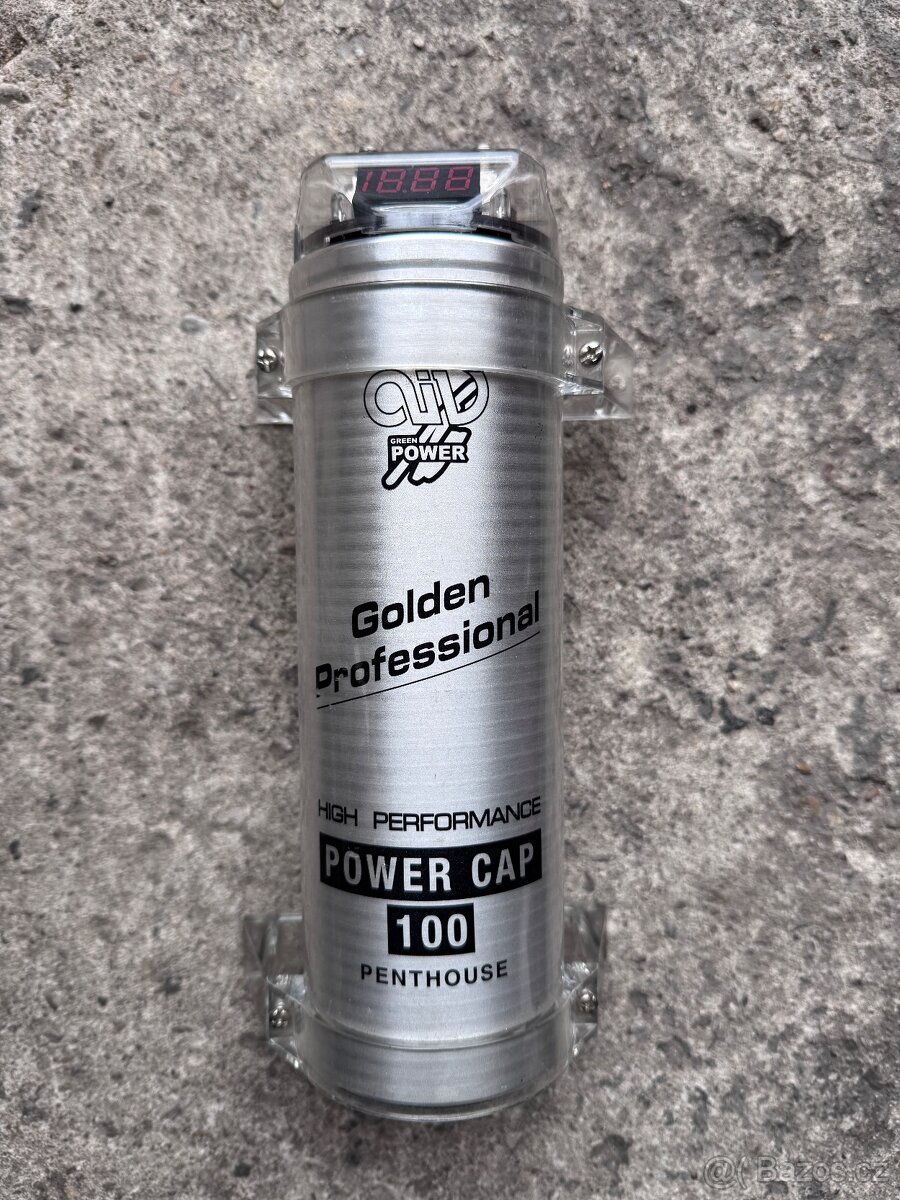 18.88
GREEN
POWER
Golden
Professional
HIGH PERFORMANCE
POWER CAP
100
PENTHOUSE
Bazos.cz